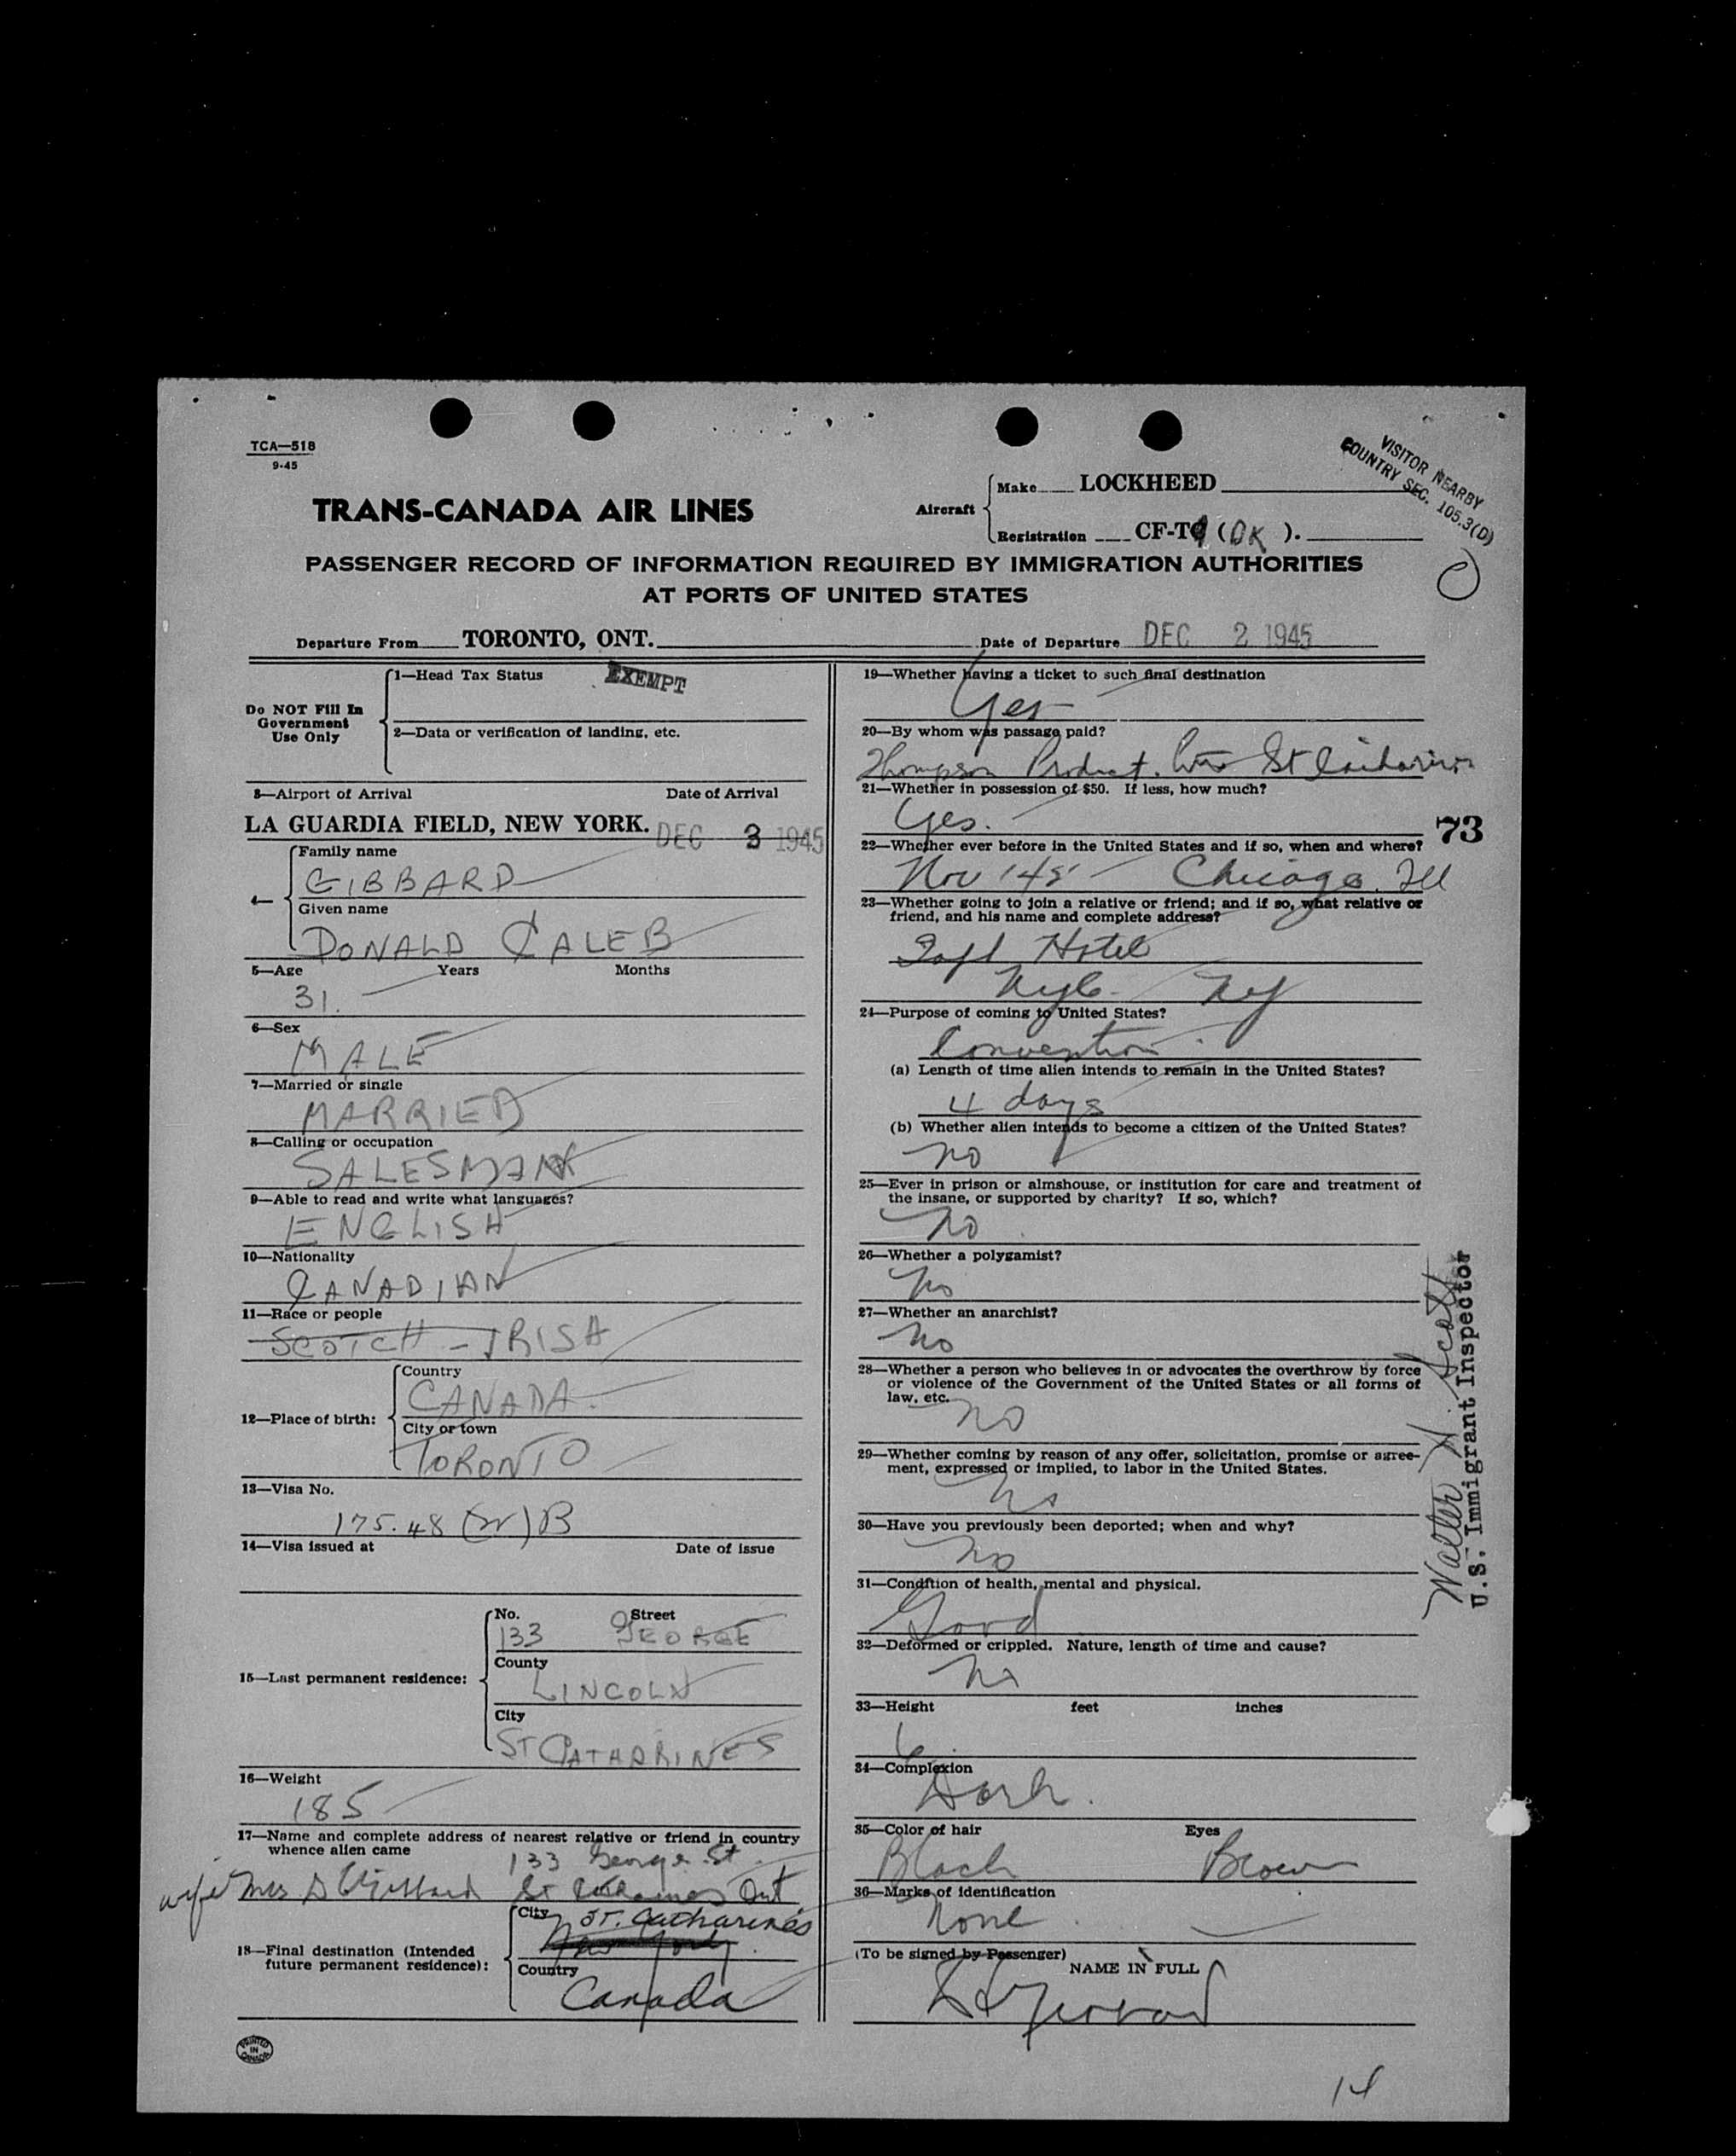 TCA—518
9-45
VISITOR NEARBY
COUNTRY SEC. 105.3(D)
TRANS-CANADA AIR LINES
Aircraft
Make LOCKHEED
Registration CF-T (DK ).
PASSENGER RECORD OF INFORMATION REQUIRED BY IMMIGRATION AUTHORITIES
AT PORTS OF UNITED STATES
Departure From TORONTO, ONT. Date of Departure DEC 2 1945
Do NOT Fill In
Government
Use Only
1—Head Tax Status EXEMPT
2—Data or verification of landing, etc.
3—Airport of Arrival Date of Arrival
LA GUARDIA FIELD, NEW YORK. DEC 3 1945
4—
Family name
GIBBARD
Given name
DONALD CALEB
5—Age Years Months
31.
6—Sex
MALE
7—Married or single
MARRIED
8—Calling or occupation
SALESMAN
9—Able to read and write what languages?
ENGLISH
10—Nationality
CANADIAN
11—Race or people
SCOTCH - IRISH
12—Place of birth:
Country
CANADA
City or town
TORONTO
13—Visa No.
175.48 B
14—Visa issued at Date of issue
15—Last permanent residence:
No. Street
133 GEORGE
County
LINCOLN
City
ST CATHARINES
16—Weight
185
17—Name and complete address of nearest relative or friend in country
whence alien came
133 George St
wife Mrs D Gibbard St Ont
18—Final destination (Intended
future permanent residence):
City St. Catharines
New York
Country
Canada
PRINTED
IN
CANADA
19—Whether having a ticket to such final destination
Yes
20—By whom was passage paid?
Thompson Product. St Catharines
21—Whether in possession of $50. If less, how much?
Yes.
73
22—Whether ever before in the United States and if so, when and where?
Nov Chicago. Ill
23—Whether going to join a relative or friend; and if so, what relative or
friend, and his name and complete address?
Taft Hotel
NYC NY
24—Purpose of coming to United States?
Convention
(a) Length of time alien intends to remain in the United States?
4 days
(b) Whether alien intends to become a citizen of the United States?
no
25—Ever in prison or almshouse, or institution for care and treatment of
the insane, or supported by charity? If so, which?
no
26—Whether a polygamist?
no
27—Whether an anarchist?
no
28—Whether a person who believes in or advocates the overthrow by force
or violence of the Government of the United States or all forms of
law, etc.
no
29—Whether coming by reason of any offer, solicitation, promise or agree-
ment, expressed or implied, to labor in the United States.
no
30—Have you previously been deported; when and why?
no
31—Condition of health, mental and physical.
Good
32—Deformed or crippled. Nature, length of time and cause?
no
33—Height feet inches
6
34—Complexion
Dark.
35—Color of hair Eyes
Black Brown
36—Marks of identification
none
(To be signed by Passenger)
NAME IN FULL
Walter H. Scott
U.S. Immigrant Inspector
14